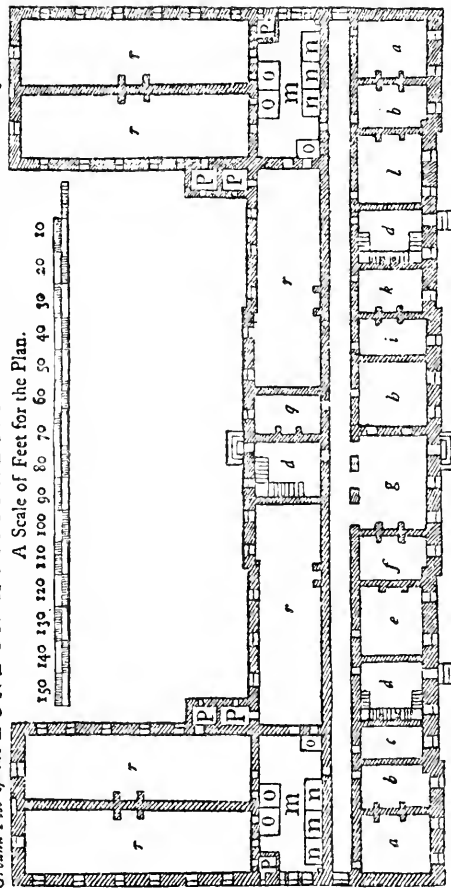 A Scale of Feet for the Plan.
150 140 130 120 110 100 90 80 70 60 50 40 30 20 10
r r r r
P P P P
p o o r d q r o o p
m m
n n n o o n n n
a b c d e f g h i k d l b a